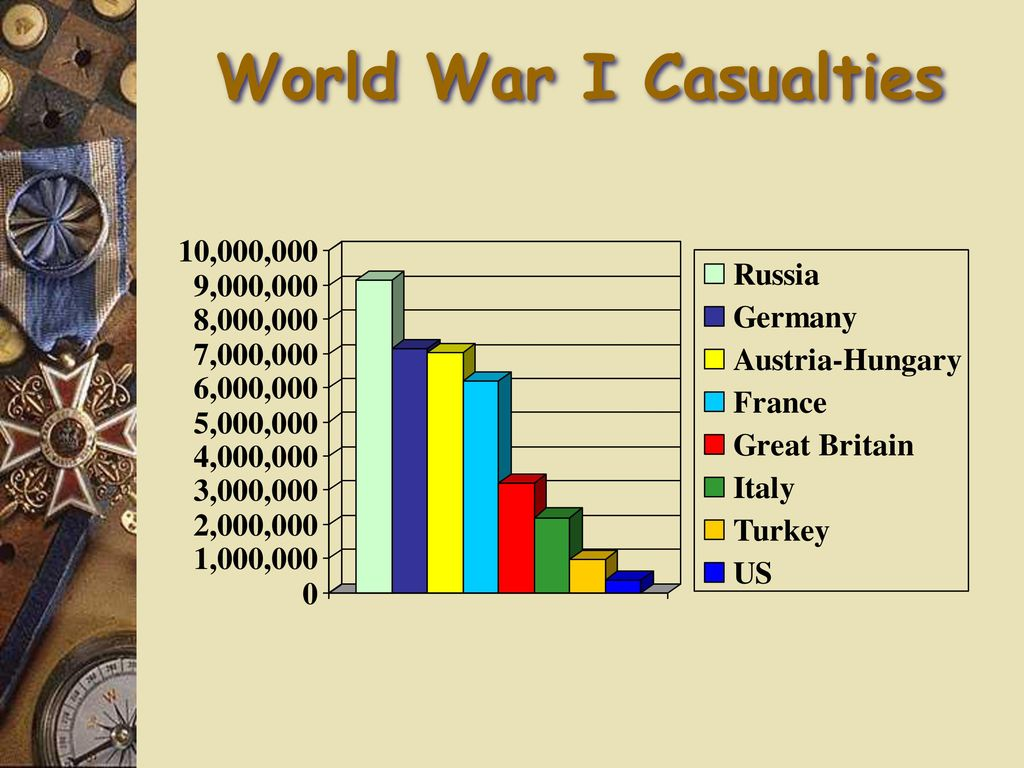 World War I Casualties
10,000,000
9,000,000
8,000,000
7,000,000
6,000,000
5,000,000
4,000,000
3,000,000
2,000,000
1,000,000
0
Russia
Germany
Austria-Hungary
France
Great Britain
Italy
Turkey
US
W